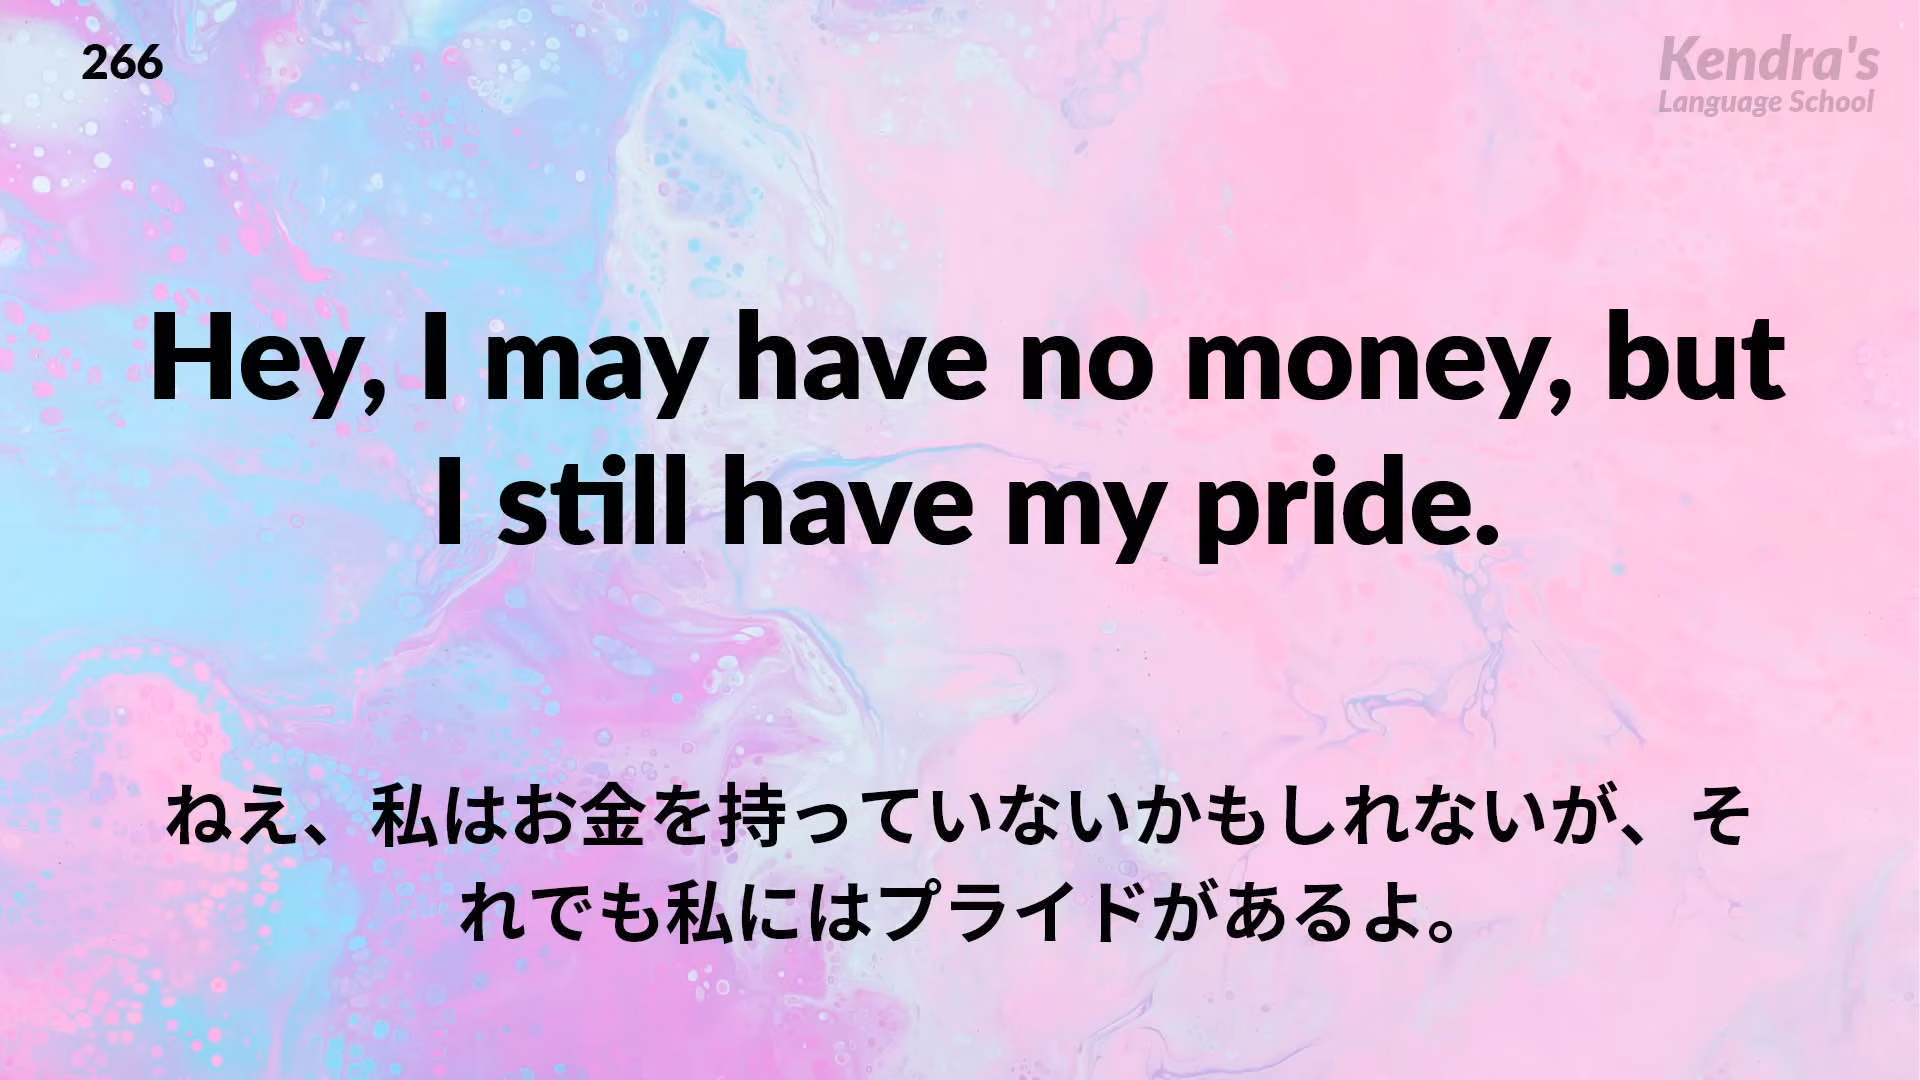 266
Kendra's
Language School
Hey, I may have no money, but
I still have my pride.
ねえ、私はお金を持っていないかもしれないが、そ
れでも私にはプライドがあるよ。